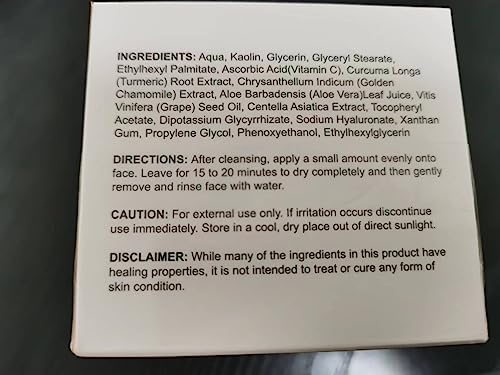 INGREDIENTS: Aqua, Kaolin, Glycerin, Glyceryl Stearate,
Ethylhexyl Palmitate, Ascorbic Acid(Vitamin C), Curcuma Longa
(Turmeric) Root Extract, Chrysanthellum Indicum (Golden
Chamomile) Extract, Aloe Barbadensis (Aloe Vera)Leaf Juice, Vitis
Vinifera (Grape) Seed Oil, Centella Asiatica Extract, Tocopheryl
Acetate, Dipotassium Glycyrrhizate, Sodium Hyaluronate, Xanthan
Gum, Propylene Glycol, Phenoxyethanol, Ethylhexylglycerin
DIRECTIONS: After cleansing, apply a small amount evenly onto
face. Leave for 15 to 20 minutes to dry completely and then gently
remove and rinse face with water.
CAUTION: For external use only. If irritation occurs discontinue
use immediately. Store in a cool, dry place out of direct sunlight.
DISCLAIMER: While many of the ingredients in this product have
healing properties, it is not intended to treat or cure any form of
skin condition.